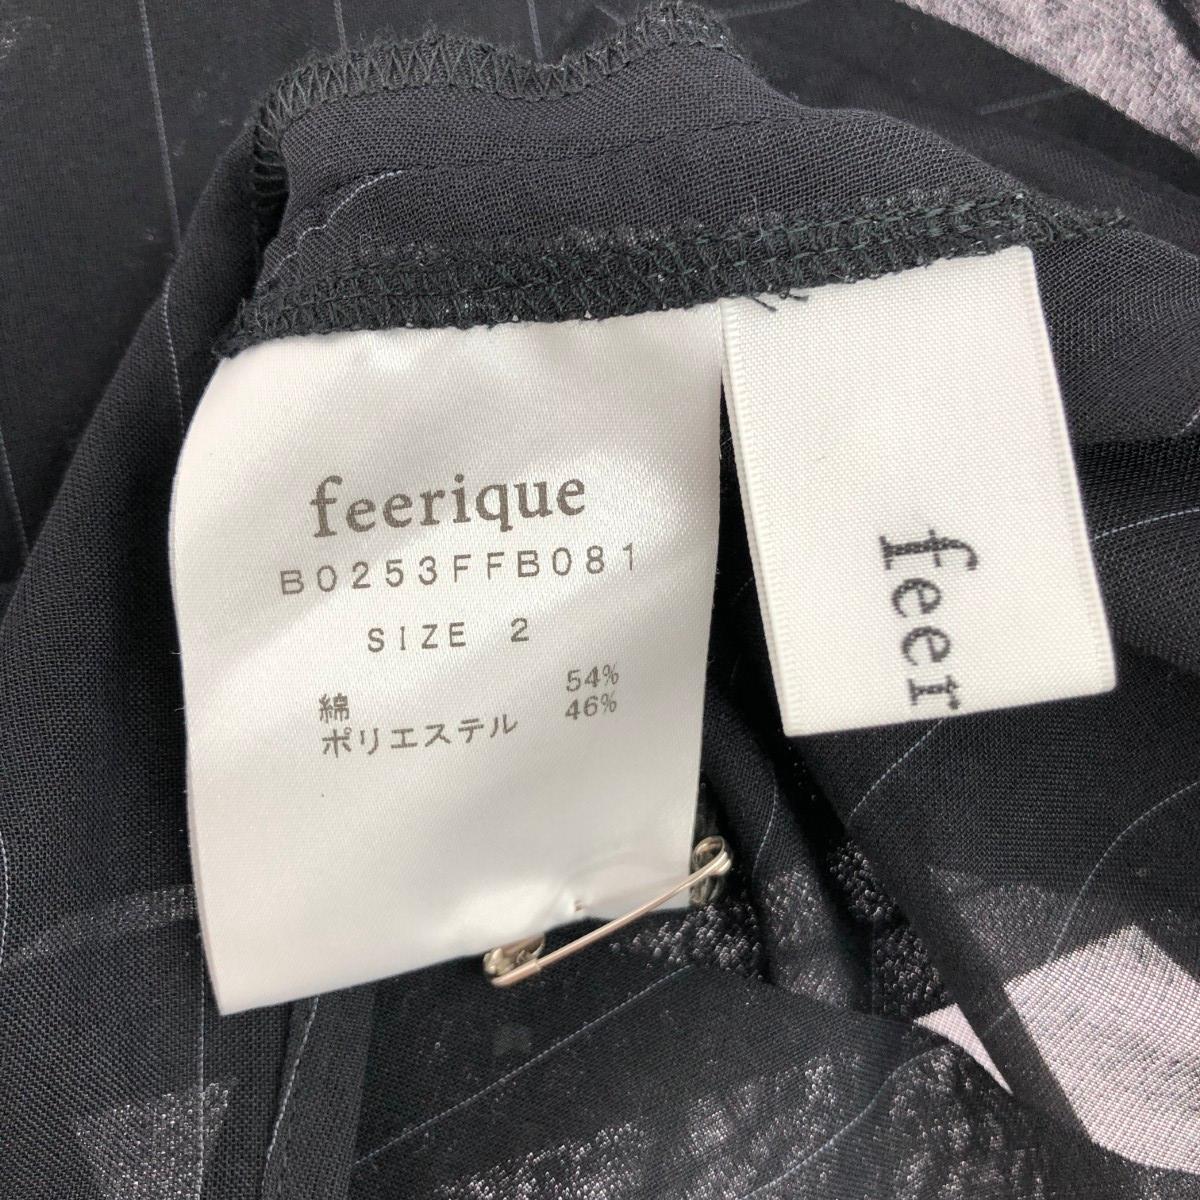 feerique
B0253FFB081
SIZE 2
綿 54%
ポリエステル 46%
feer